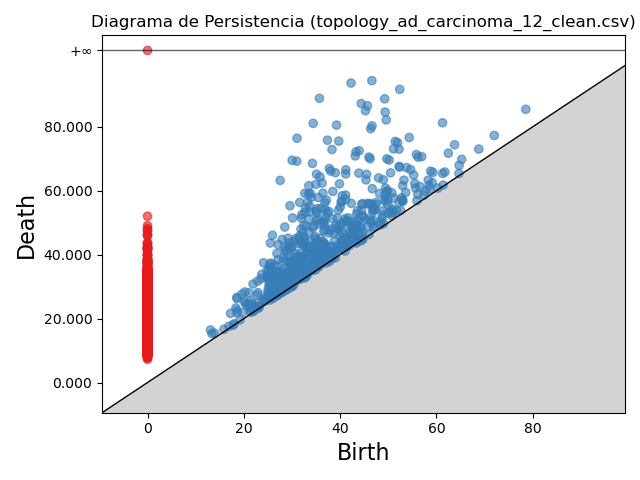 Diagrama de Persistencia (topology_ad_carcinoma_12_clean.csv)
+∞
80.000
60.000
40.000
20.000
0.000
Death
0 20 40 60 80
Birth